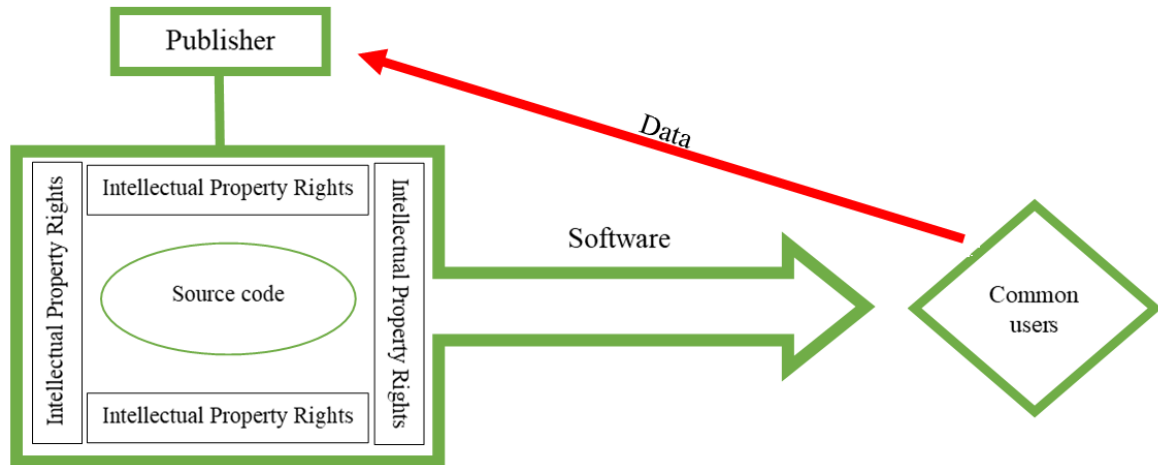 Publisher
Data
Intellectual Property Rights
Intellectual Property Rights
Intellectual Property Rights
Software
Source code
Common
users
Intellectual Property Rights